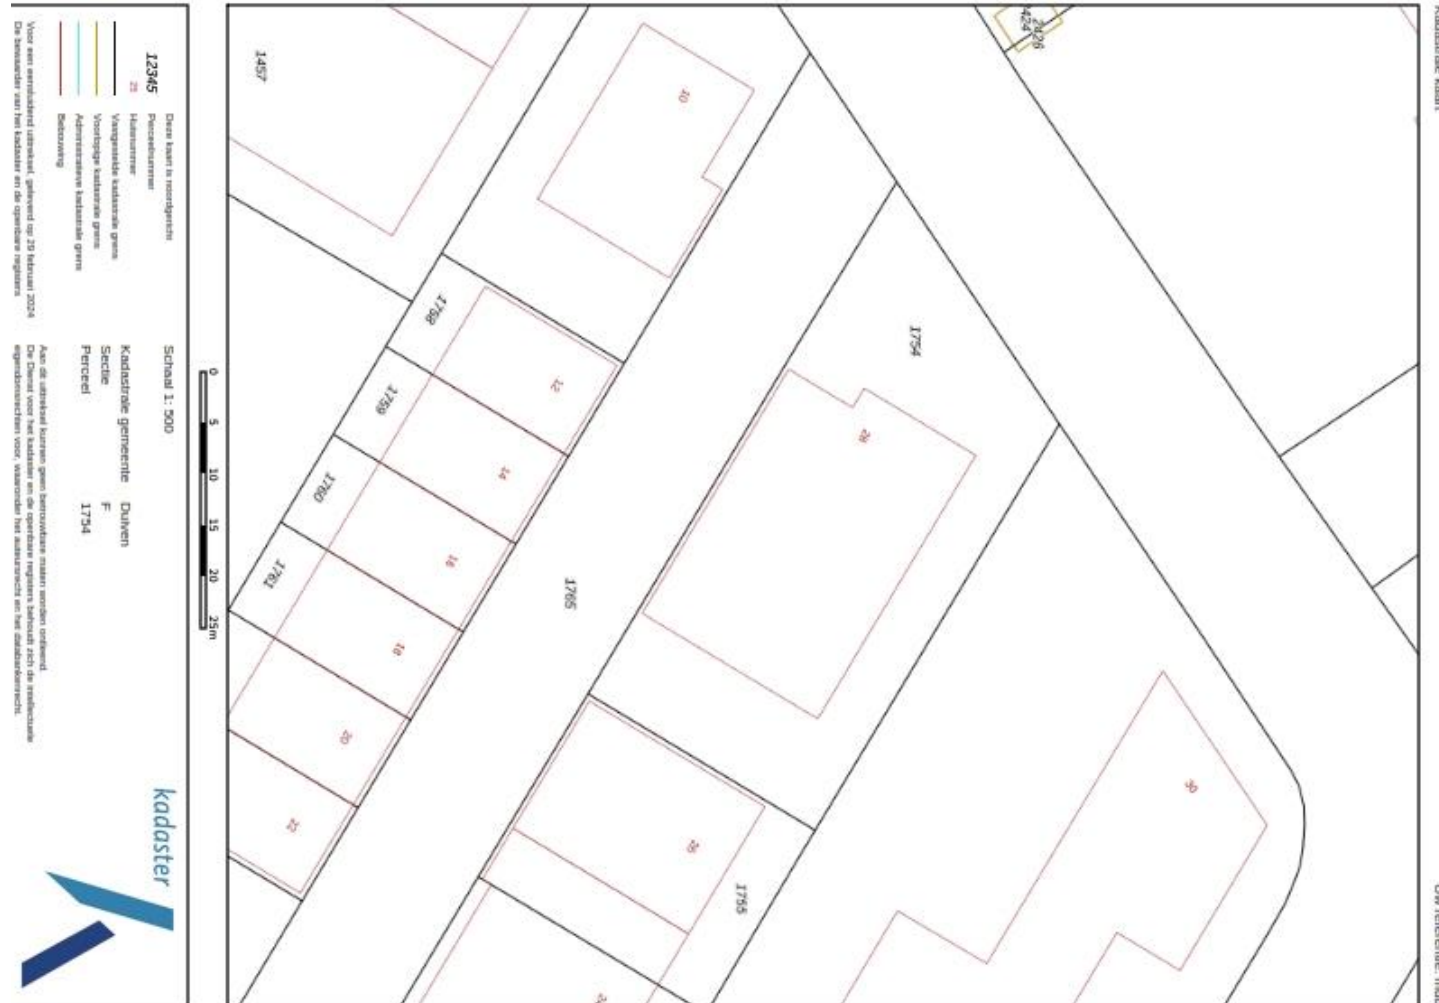 Kadastrale kaart
1457
10
2424
2426
1758
1759
1760
1761
12
14
16
18
20
22
1754
28
1765
26
1755
30
0 5 10 15 20 25m
12345
25
Deze kaart is noordgericht
Perceelnummer
Huisnummer
Vastgestelde kadastrale grens
Voorlopige kadastrale grens
Administratieve kadastrale grens
Bebouwing
Voor een eensluidend uittreksel, geleverd op 29 februari 2024
De bewaarder van het kadaster en de openbare registers
Schaal 1: 500
Kadastrale gemeente Duiven
Sectie F
Perceel 1754
Aan dit uittreksel kunnen geen betrouwbare maten worden ontleend.
De Dienst voor het kadaster en de openbare registers behoudt zich de intellectuele
eigendomsrechten voor, waaronder het auteursrecht en het databankenrecht.
kadaster